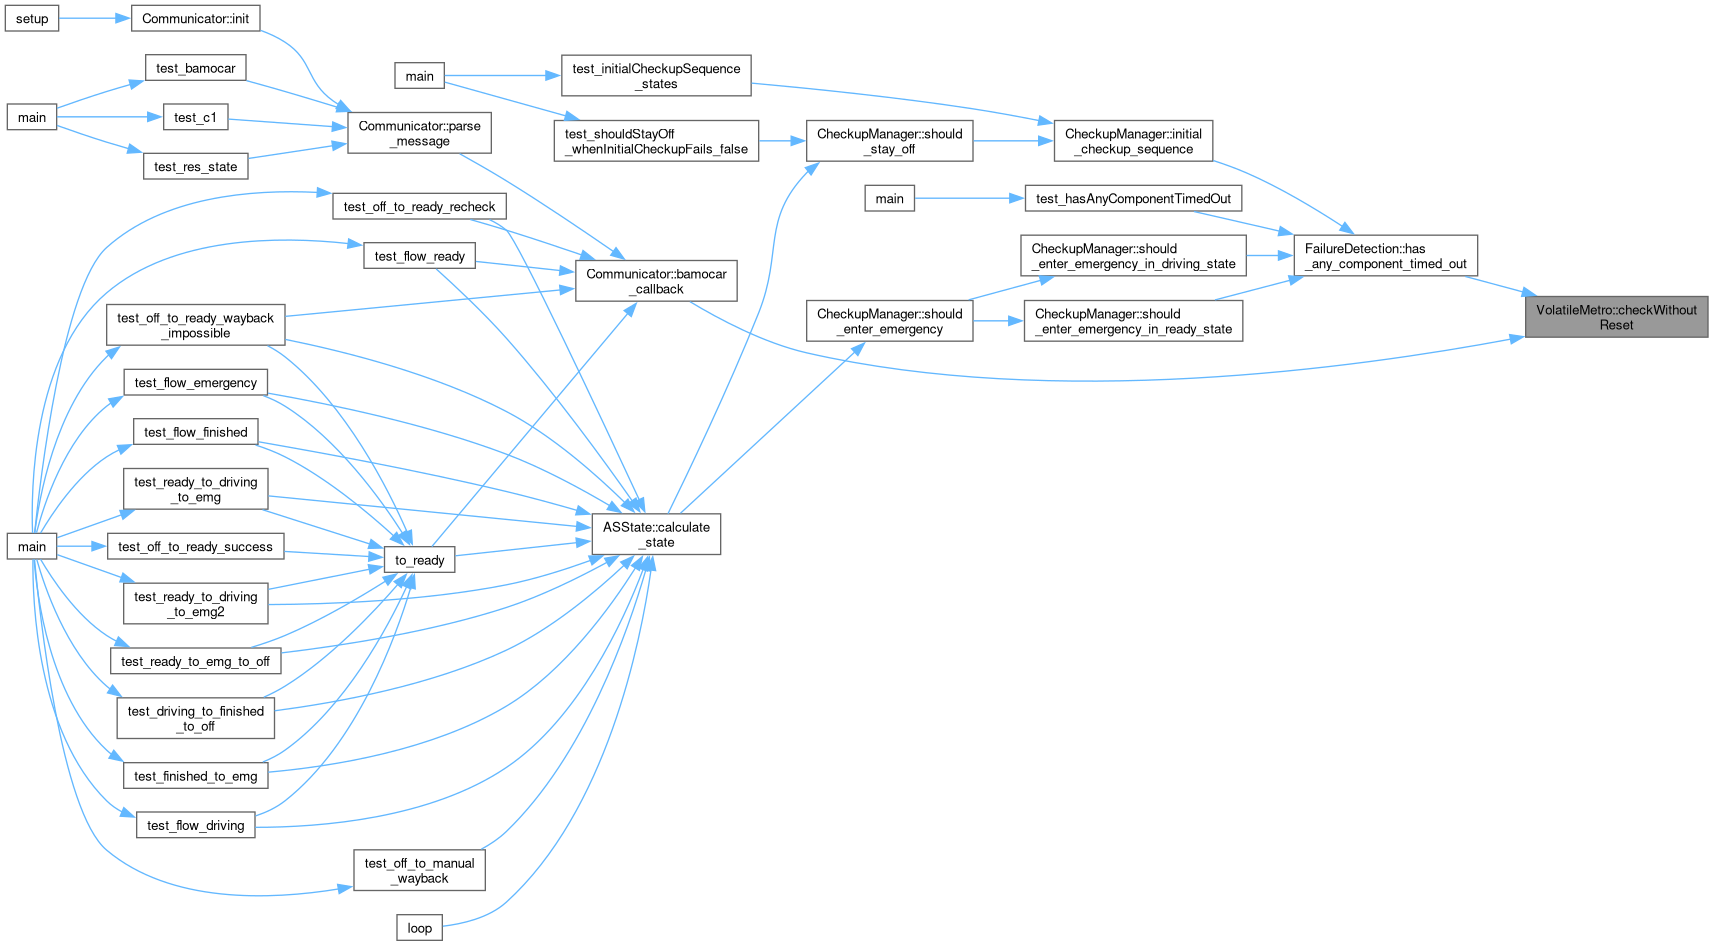 setup
Communicator::init
test_bamocar
main
test_c1
test_res_state
Communicator::parse
_message
main
test_initialCheckupSequence
_states
test_shouldStayOff
_whenInitialCheckupFails_false
CheckupManager::should
_stay_off
CheckupManager::initial
_checkup_sequence
main
test_hasAnyComponentTimedOut
CheckupManager::should
_enter_emergency_in_driving_state
FailureDetection::has
_any_component_timed_out
CheckupManager::should
_enter_emergency
CheckupManager::should
_enter_emergency_in_ready_state
VolatileMetro::checkWithout
Reset
test_off_to_ready_recheck
test_flow_ready
Communicator::bamocar
_callback
test_off_to_ready_wayback
_impossible
test_flow_emergency
test_flow_finished
test_ready_to_driving
_to_emg
main
test_off_to_ready_success
to_ready
ASState::calculate
_state
test_ready_to_driving
_to_emg2
test_ready_to_emg_to_off
test_driving_to_finished
_to_off
test_finished_to_emg
test_flow_driving
test_off_to_manual
_wayback
loop